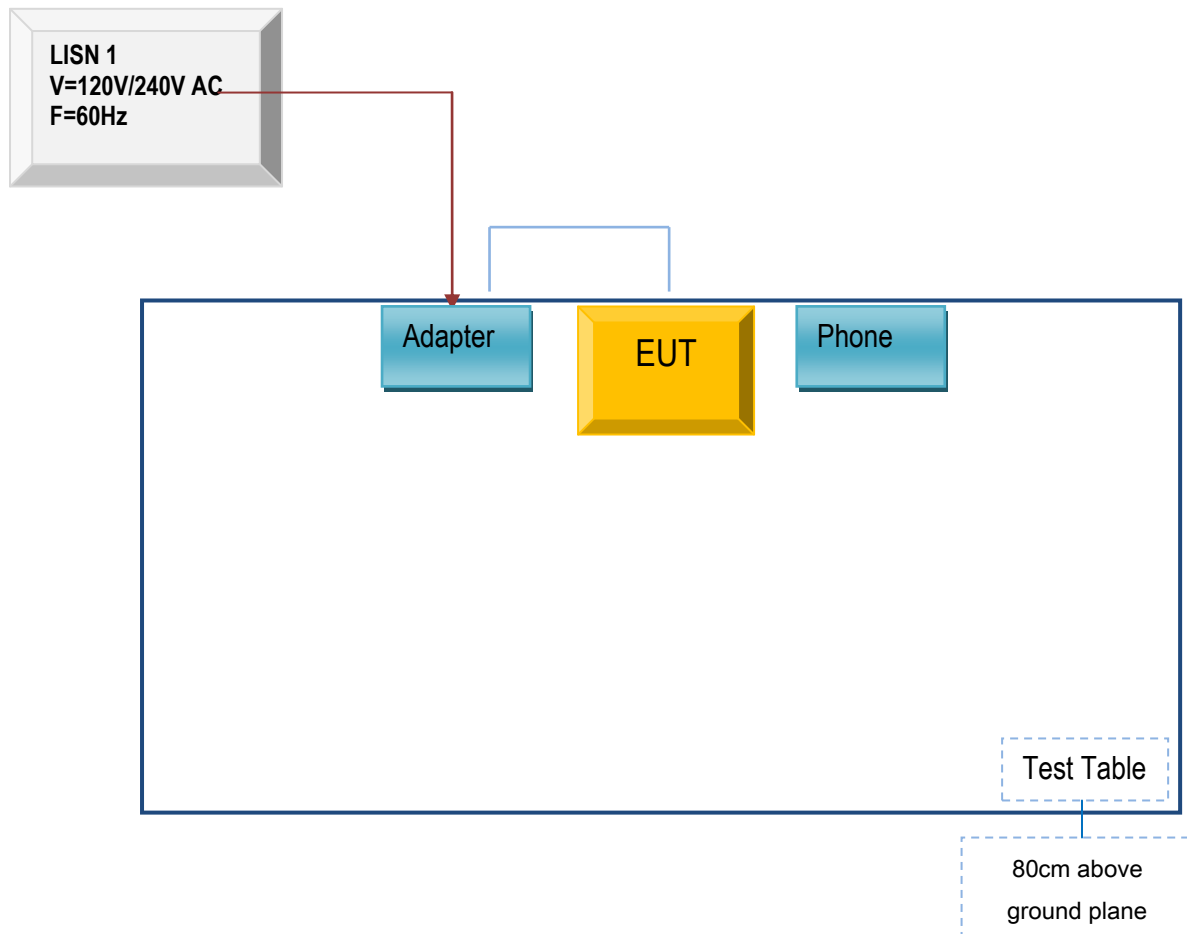 LISN 1
V=120V/240V AC
F=60Hz
Adapter
EUT
Phone
Test Table
80cm above
ground plane